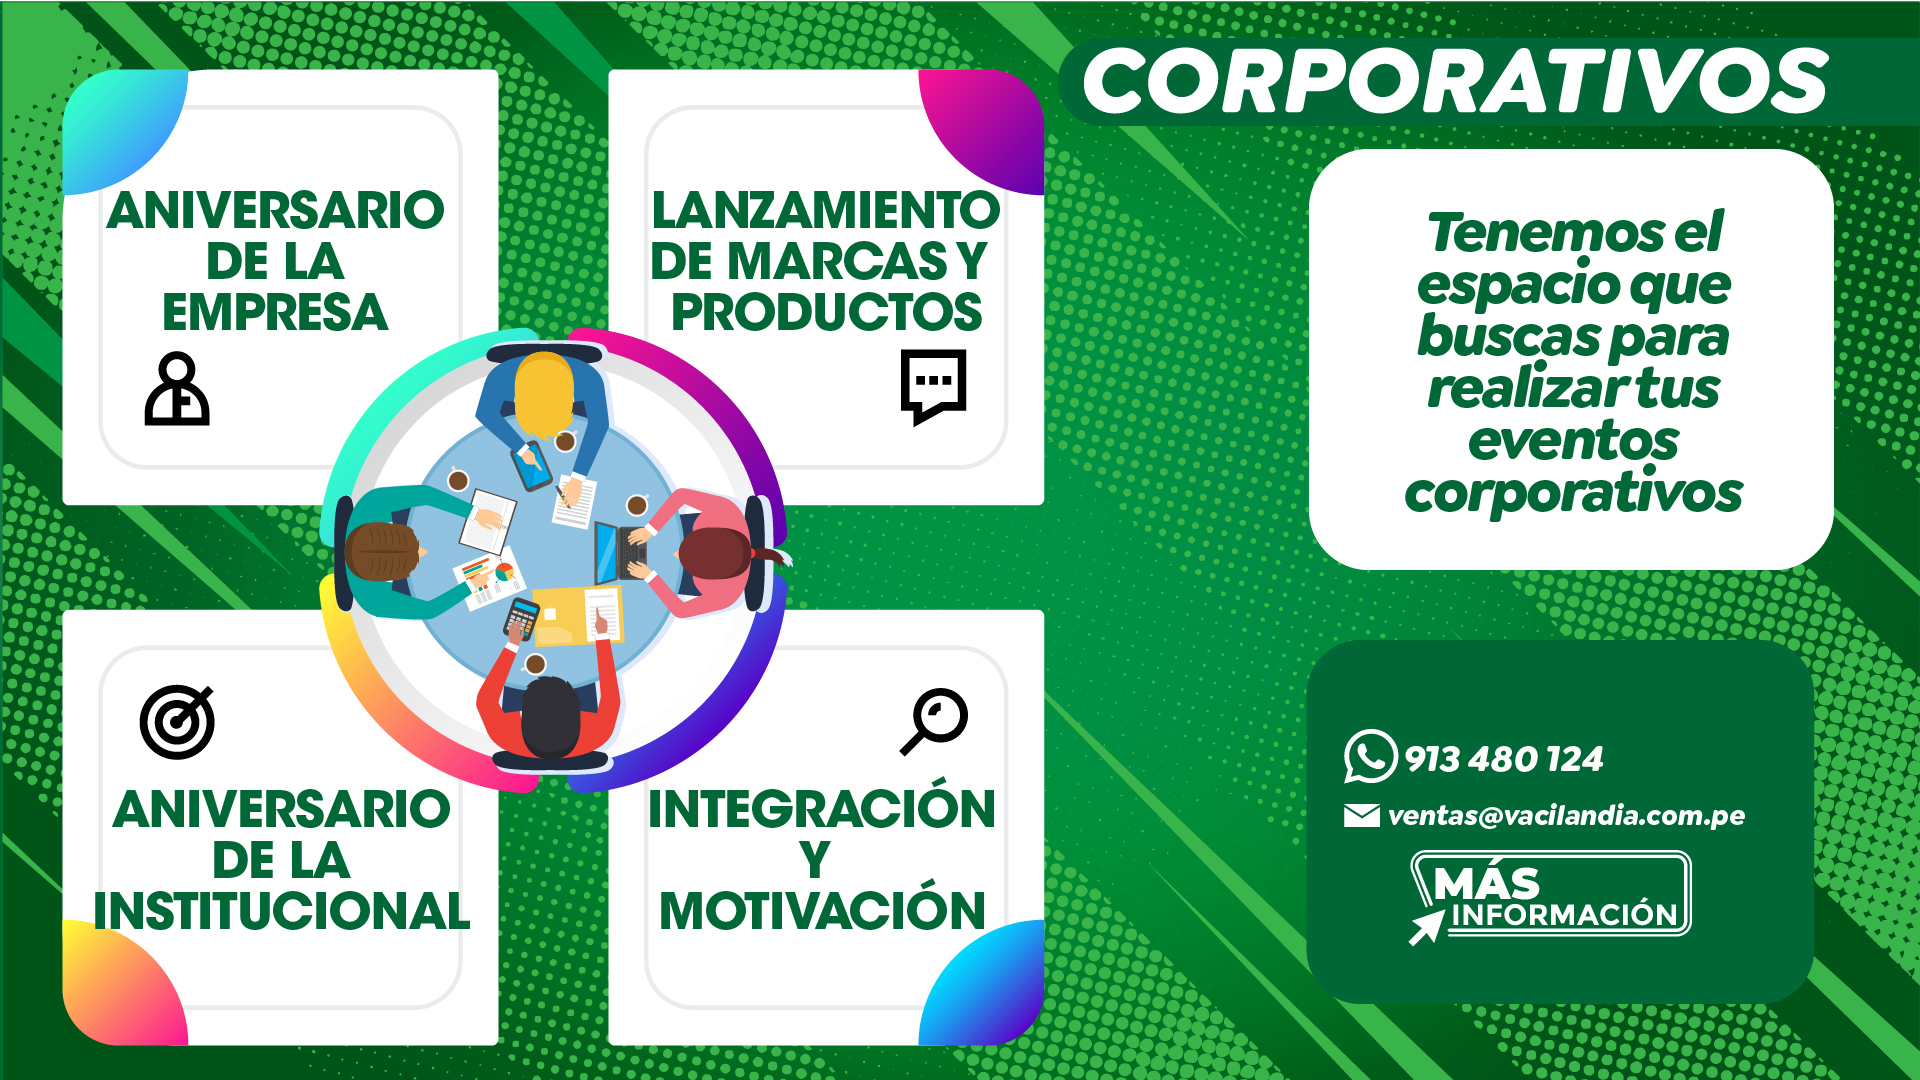 CORPORATIVOS
ANIVERSARIO
DE LA
EMPRESA
LANZAMIENTO
DE MARCAS Y
PRODUCTOS
ANIVERSARIO
DE LA
INSTITUCIONAL
INTEGRACIÓN
Y
MOTIVACIÓN
Tenemos el
espacio que
buscas para
realizar tus
eventos
corporativos
913 480 124
ventas@vacilandia.com.pe
MÁS
INFORMACIÓN